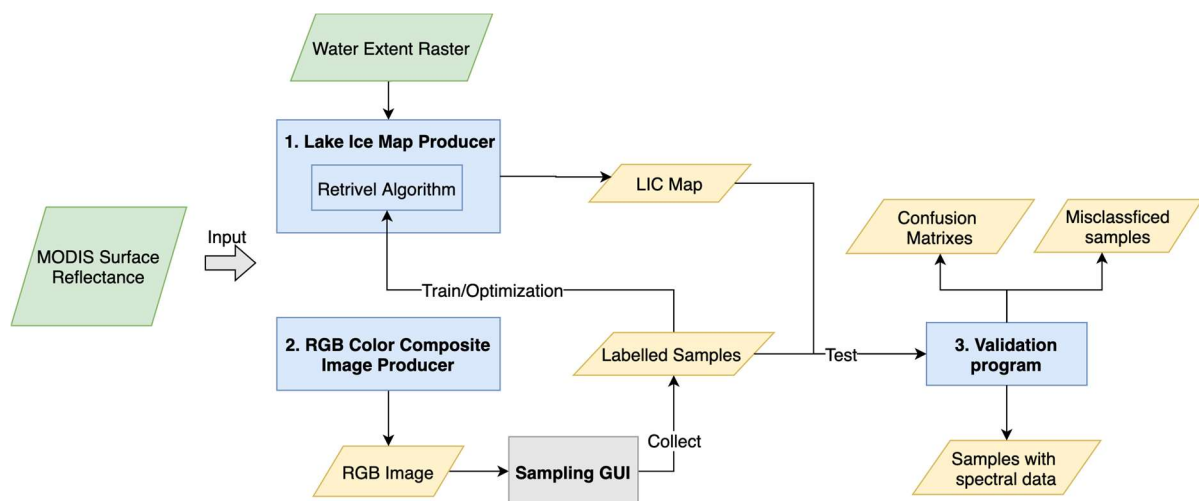 Water Extent Raster
1. Lake Ice Map Producer
Retrivel Algorithm
LIC Map
Confusion
Matrixes
Misclassficed
samples
MODIS Surface
Reflectance
Input
Train/Optimization
2. RGB Color Composite
Image Producer
Labelled Samples
Test
3. Validation
program
Collect
RGB Image
Sampling GUI
Samples with
spectral data